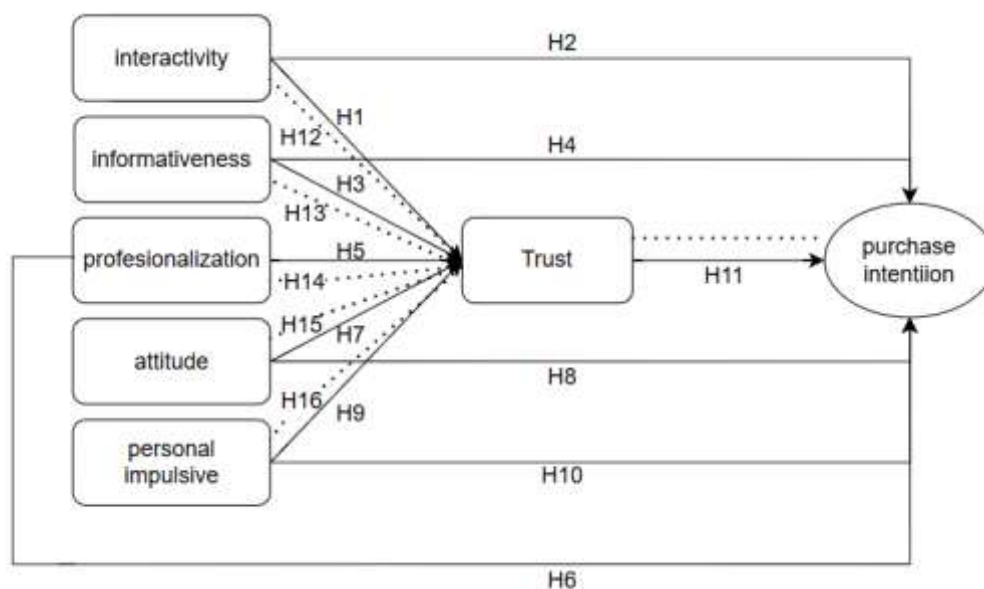 interactivity
H2
H1
H12
informativeness
H4
H3
H13
profesionalization
H5
H14
Trust
H11
purchase
intentiion
H15
H7
attitude
H8
H16
H9
personal
impulsive
H10
H6